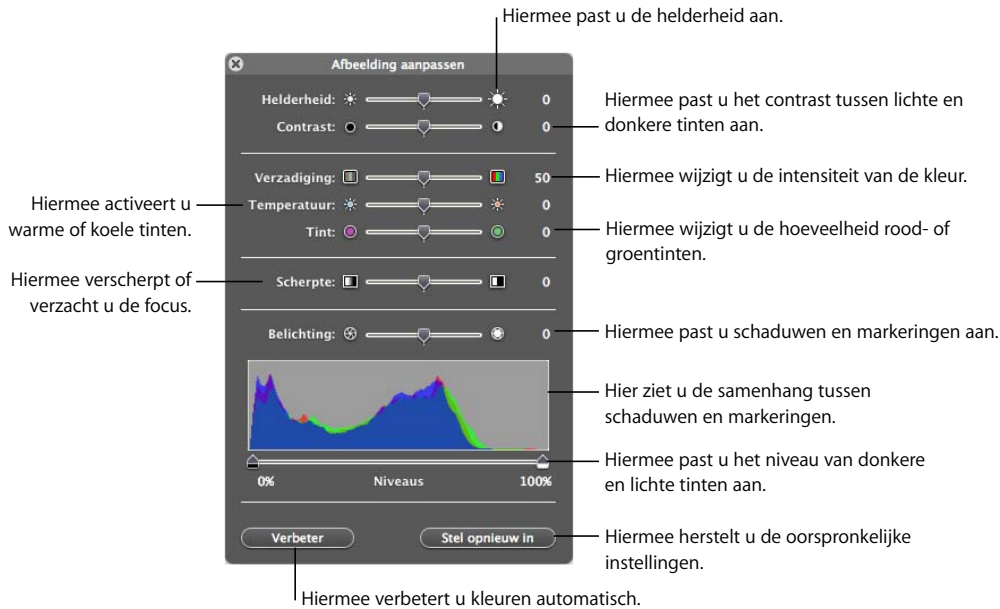 Hiermee past u de helderheid aan.
Afbeelding aanpassen
Helderheid: 0
Contrast: 0
Hiermee past u het contrast tussen lichte en
donkere tinten aan.
Verzadiging: 50
Hiermee wijzigt u de intensiteit van de kleur.
Hiermee activeert u
warme of koele tinten.
Temperatuur: 0
Tint: 0
Hiermee wijzigt u de hoeveelheid rood- of
groentinten.
Hiermee verscherpt of
verzacht u de focus.
Scherpte: 0
Belichting: 0
Hiermee past u schaduwen en markeringen aan.
Hier ziet u de samenhang tussen
schaduwen en markeringen.
Hiermee past u het niveau van donkere
en lichte tinten aan.
0% Niveaus 100%
Verbeter Stel opnieuw in
Hiermee herstelt u de oorspronkelijke
instellingen.
Hiermee verbetert u kleuren automatisch.